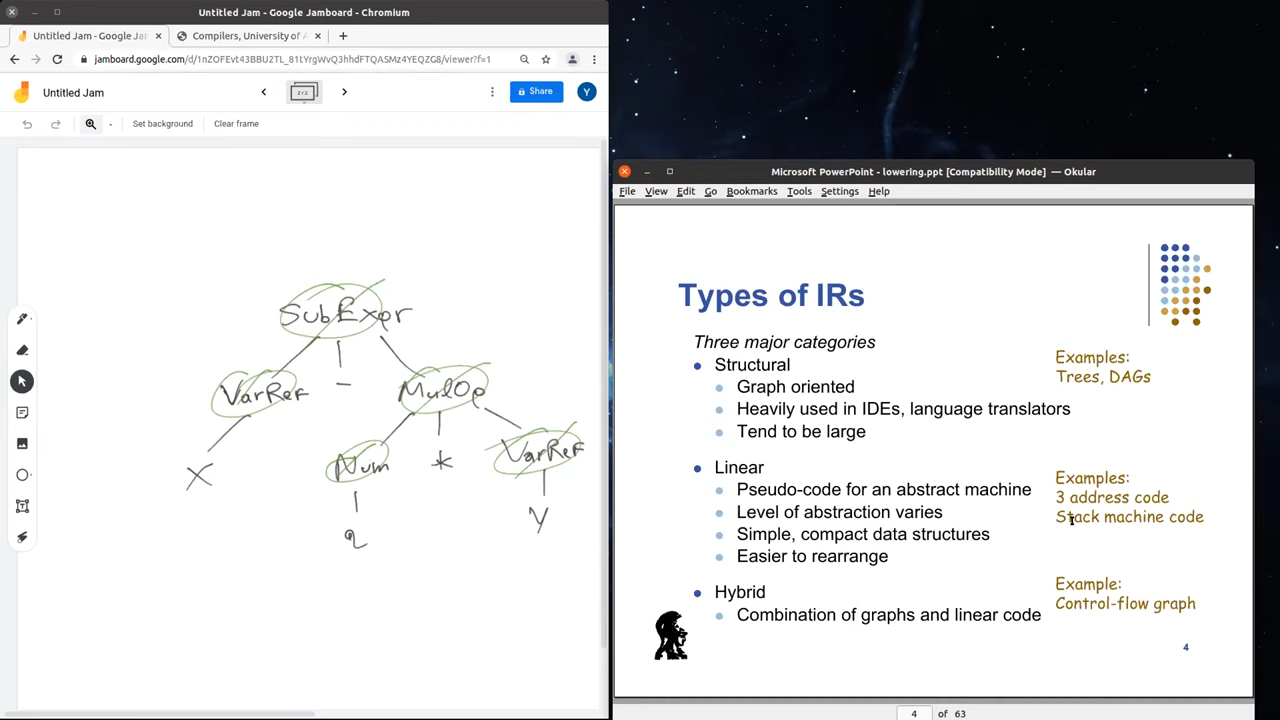 Untitled Jam - Google Jamboard - Chromium
Untitled Jam - Google Jar
Compilers, University of A
jamboard.google.com/d/1nZOFEvt43BBU2TL_81tYrgWvQ3hhdFTQASMz4YEQZG8/viewer?f=1
Untitled Jam
2 / 2
Share
Y
Set background
Clear frame
SubExpr
VarRef
-
MulOp
X
Num
*
VarRef
2
Y
Microsoft PowerPoint - lowering.ppt [Compatibility Mode] — Okular
File View Edit Go Bookmarks Tools Settings Help
Types of IRs
Three major categories
Structural
Graph oriented
Heavily used in IDEs, language translators
Tend to be large
Examples:
Trees, DAGs
Linear
Pseudo-code for an abstract machine
Level of abstraction varies
Simple, compact data structures
Easier to rearrange
Examples:
3 address code
Stack machine code
Hybrid
Combination of graphs and linear code
Example:
Control-flow graph
4
4 of 63